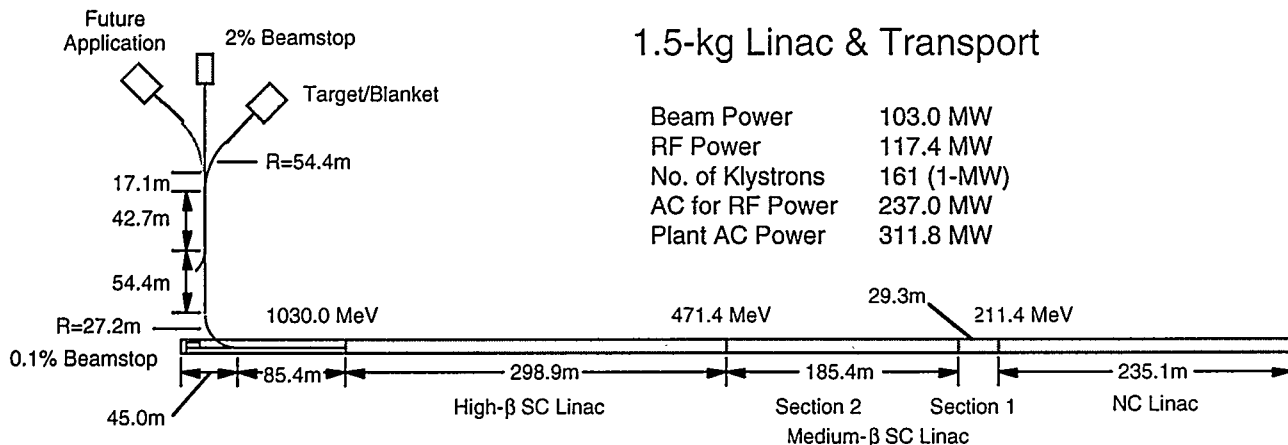 Future
Application
2% Beamstop
Target/Blanket
1.5-kg Linac & Transport
Beam Power 103.0 MW
RF Power 117.4 MW
No. of Klystrons 161 (1-MW)
AC for RF Power 237.0 MW
Plant AC Power 311.8 MW
R=54.4m
17.1m
42.7m
54.4m
R=27.2m
1030.0 MeV
471.4 MeV
29.3m
211.4 MeV
0.1% Beamstop
85.4m
298.9m
185.4m
235.1m
45.0m
High-β SC Linac
Section 2
Section 1
NC Linac
Medium-β SC Linac